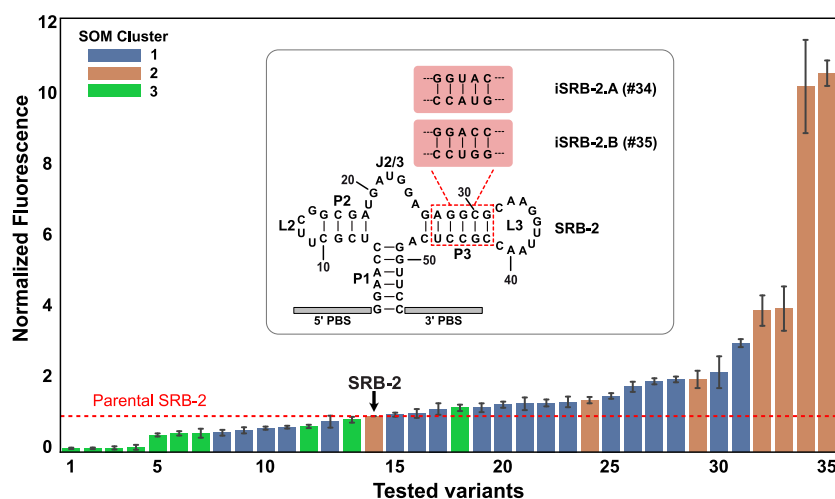 12
10
8
6
4
2
0
Normalized Fluorescence
SOM Cluster
1
2
3
---G G U A C---
C C A U G
iSRB-2.A (#34)
---G G A C C---
---C C U G G---
iSRB-2.B (#35)
J2/3
20
30
P2
L2
10
L3
SRB-2
P3
50
40
P1
G A U G G A
G A G G C G
C U C C G C
G G A A C C
G G U U C C
5' PBS
3' PBS
SRB-2
Parental SRB-2
1
5
10
15
20
25
30
35
Tested variants